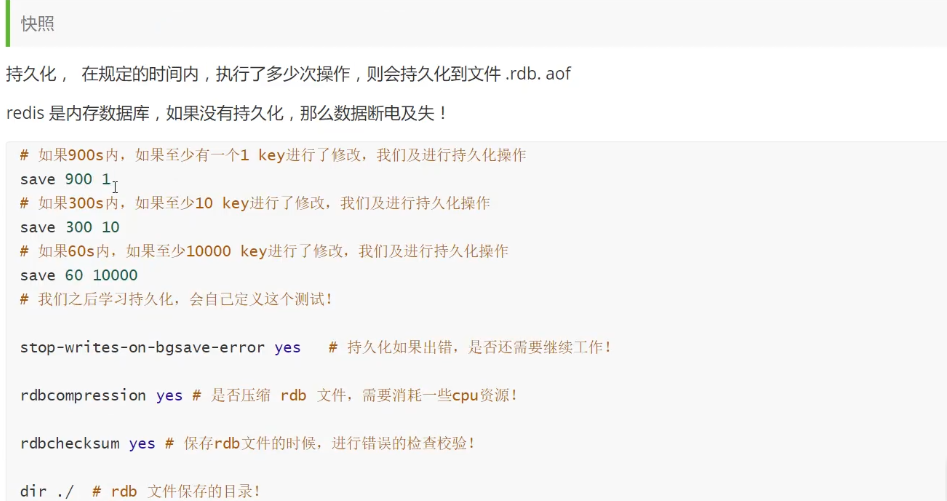 快照
持久化， 在规定的时间内，执行了多少次操作，则会持久化到文件 .rdb. aof
redis 是内存数据库，如果没有持久化，那么数据断电及失！
# 如果900s内，如果至少有一个1 key进行了修改，我们及进行持久化操作
save 900 1
# 如果300s内，如果至少10 key进行了修改，我们及进行持久化操作
save 300 10
# 如果60s内，如果至少10000 key进行了修改，我们及进行持久化操作
save 60 10000
# 我们之后学习持久化，会自己定义这个测试！
stop-writes-on-bgsave-error yes   # 持久化如果出错，是否还需要继续工作！
rdbcompression yes # 是否压缩 rdb 文件，需要消耗一些cpu资源！
rdbchecksum yes # 保存rdb文件的时候，进行错误的检查校验！
dir ./  # rdb 文件保存的目录！